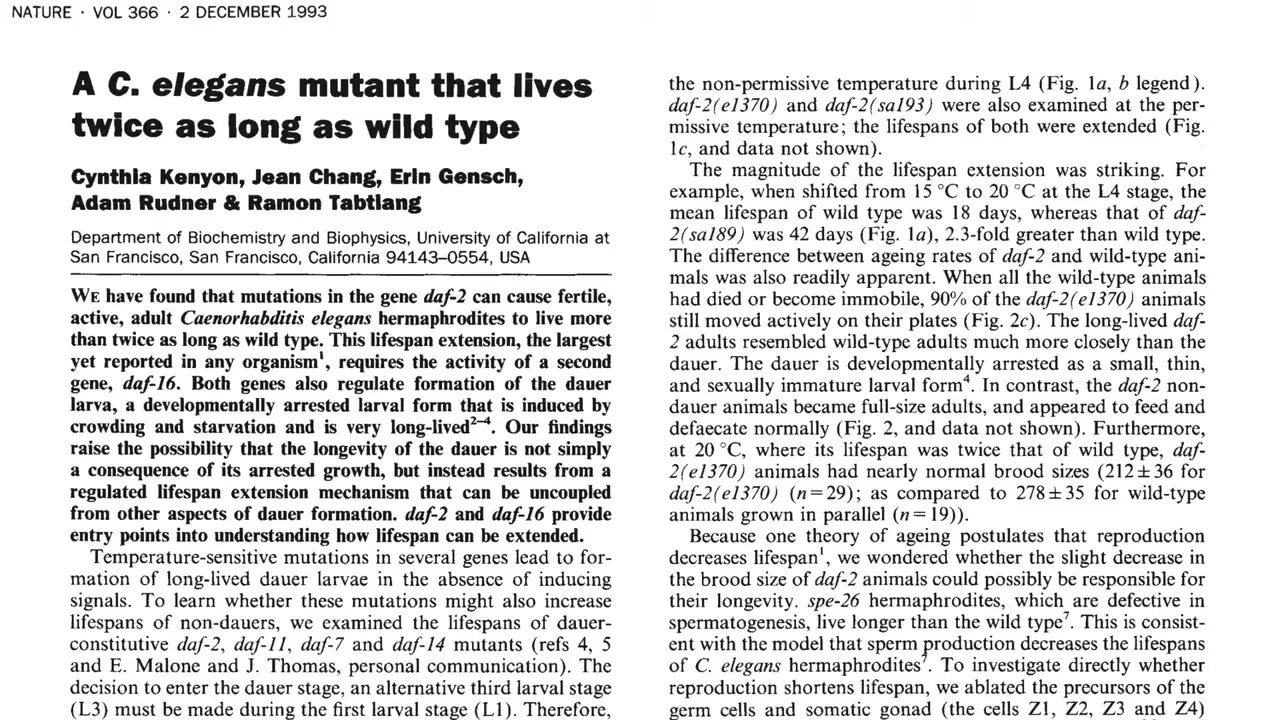 NATURE · VOL 366 · 2 DECEMBER 1993
A C. elegans mutant that lives
twice as long as wild type
Cynthia Kenyon, Jean Chang, Erin Gensch,
Adam Rudner & Ramon Tabtiang
Department of Biochemistry and Biophysics, University of California at
San Francisco, San Francisco, California 94143–0554, USA
WE have found that mutations in the gene daf-2 can cause fertile,
active, adult Caenorhabditis elegans hermaphrodites to live more
than twice as long as wild type. This lifespan extension, the largest
yet reported in any organism¹, requires the activity of a second
gene, daf-16. Both genes also regulate formation of the dauer
larva, a developmentally arrested larval form that is induced by
crowding and starvation and is very long-lived²⁻⁴. Our findings
raise the possibility that the longevity of the dauer is not simply
a consequence of its arrested growth, but instead results from a
regulated lifespan extension mechanism that can be uncoupled
from other aspects of dauer formation. daf-2 and daf-16 provide
entry points into understanding how lifespan can be extended.
Temperature-sensitive mutations in several genes lead to for-
mation of long-lived dauer larvae in the absence of inducing
signals. To learn whether these mutations might also increase
lifespans of non-dauers, we examined the lifespans of dauer-
constitutive daf-2, daf-11, daf-7 and daf-14 mutants (refs 4, 5
and E. Malone and J. Thomas, personal communication). The
decision to enter the dauer stage, an alternative third larval stage
(L3) must be made during the first larval stage (L1). Therefore,
the non-permissive temperature during L4 (Fig. 1a, b legend).
daf-2(e1370) and daf-2(sa193) were also examined at the per-
missive temperature; the lifespans of both were extended (Fig.
1c, and data not shown).
The magnitude of the lifespan extension was striking. For
example, when shifted from 15 °C to 20 °C at the L4 stage, the
mean lifespan of wild type was 18 days, whereas that of daf-
2(sa189) was 42 days (Fig. 1a), 2.3-fold greater than wild type.
The difference between ageing rates of daf-2 and wild-type ani-
mals was also readily apparent. When all the wild-type animals
had died or become immobile, 90% of the daf-2(e1370) animals
still moved actively on their plates (Fig. 2c). The long-lived daf-
2 adults resembled wild-type adults much more closely than the
dauer. The dauer is developmentally arrested as a small, thin,
and sexually immature larval form⁴. In contrast, the daf-2 non-
dauer animals became full-size adults, and appeared to feed and
defaecate normally (Fig. 2, and data not shown). Furthermore,
at 20 °C, where its lifespan was twice that of wild type, daf-
2(e1370) animals had nearly normal brood sizes (212 ± 36 for
daf-2(e1370) (n = 29); as compared to 278 ± 35 for wild-type
animals grown in parallel (n = 19)).
Because one theory of ageing postulates that reproduction
decreases lifespan¹, we wondered whether the slight decrease in
the brood size of daf-2 animals could possibly be responsible for
their longevity. spe-26 hermaphrodites, which are defective in
spermatogenesis, live longer than the wild type⁷. This is consist-
ent with the model that sperm production decreases the lifespans
of C. elegans hermaphrodites⁷. To investigate directly whether
reproduction shortens lifespan, we ablated the precursors of the
germ cells and somatic gonad (the cells Z1, Z2, Z3 and Z4)